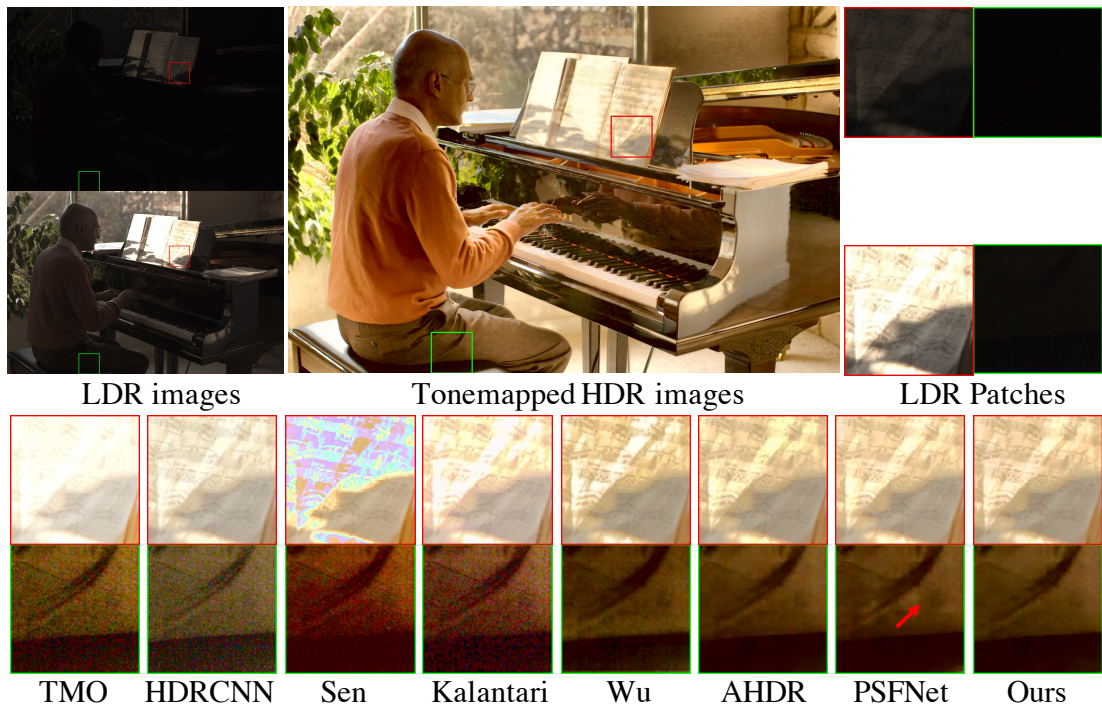 LDR images
Tonemapped HDR images
LDR Patches
TMO
HDRCNN
Sen
Kalantari
Wu
AHDR
PSFNet
Ours